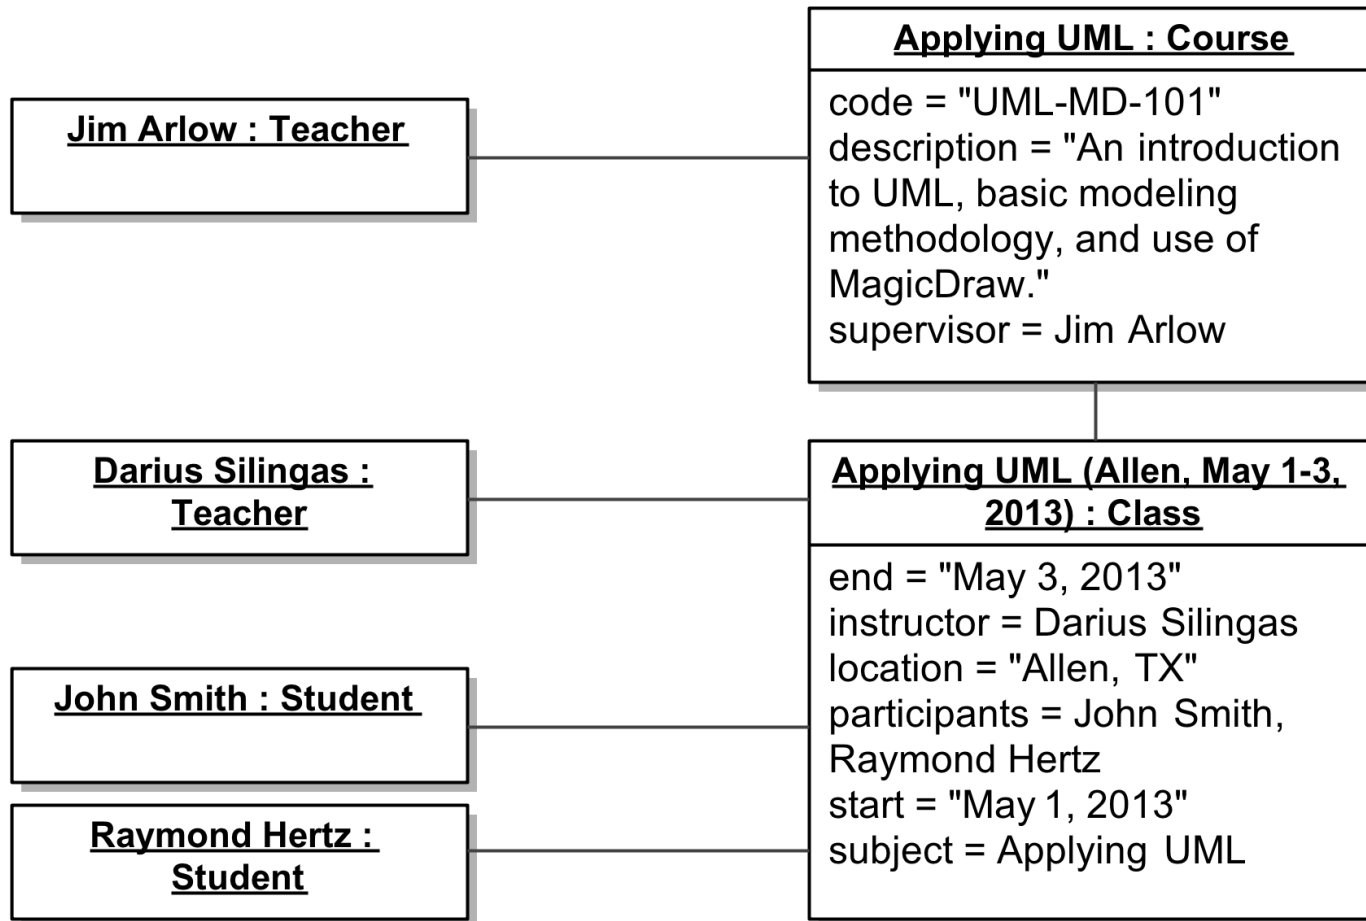 Applying UML : Course
code = "UML-MD-101"
description = "An introduction
to UML, basic modeling
methodology, and use of
MagicDraw."
supervisor = Jim Arlow
Jim Arlow : Teacher
Darius Silingas :
Teacher
John Smith : Student
Raymond Hertz :
Student
Applying UML (Allen, May 1-3,
2013) : Class
end = "May 3, 2013"
instructor = Darius Silingas
location = "Allen, TX"
participants = John Smith,
Raymond Hertz
start = "May 1, 2013"
subject = Applying UML